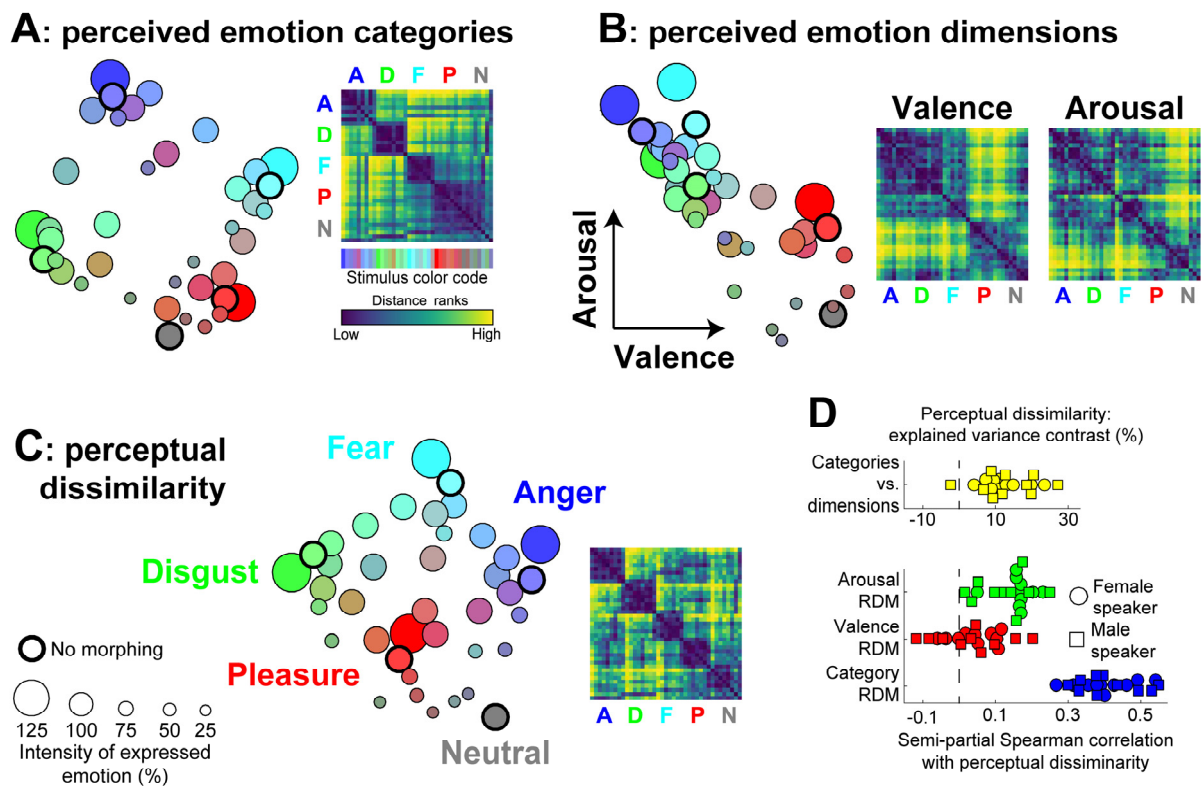 A: perceived emotion categories
A D F P N
A
D
F
P
N
Stimulus color code
Distance ranks
Low High
B: perceived emotion dimensions
Valence Arousal
Arousal
Valence
A D F P N A D F P N
C: perceptual
dissimilarity
Fear
Anger
Disgust
Pleasure
Neutral
No morphing
125 100 75 50 25
Intensity of expressed
emotion (%)
A D F P N
D
Perceptual dissimilarity:
explained variance contrast (%)
Categories
vs.
dimensions
-10 10 30
Arousal
RDM
Valence
RDM
Category
RDM
Female
speaker
Male
speaker
-0.1 0.1 0.3 0.5
Semi-partial Spearman correlation
with perceptual dissiminarity